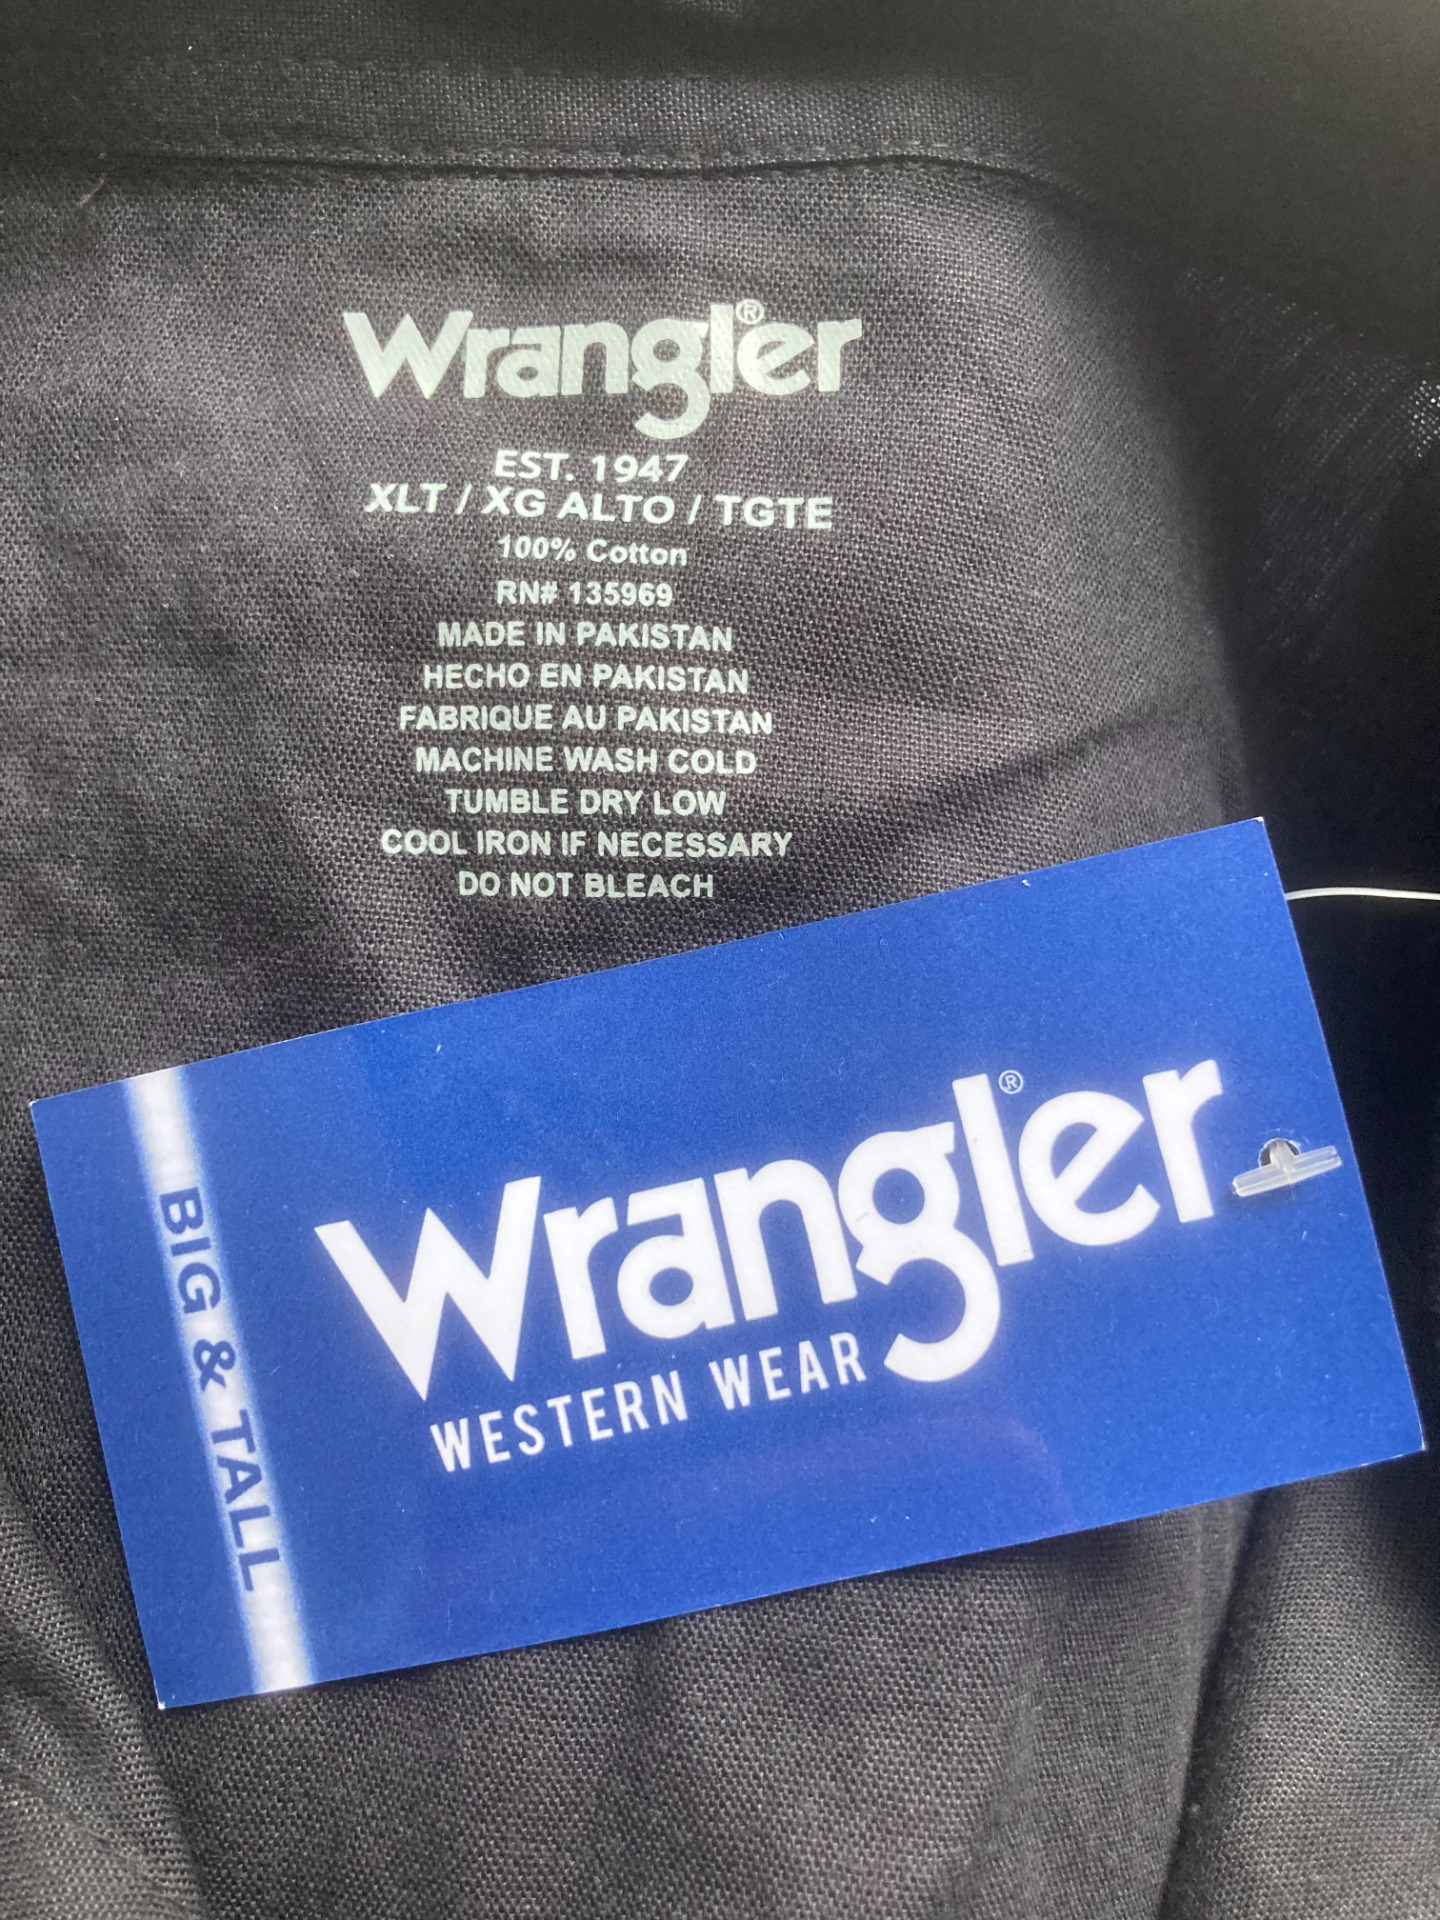 Wrangler®
EST. 1947
XLT / XG ALTO / TGTE
100% Cotton
RN# 135969
MADE IN PAKISTAN
HECHO EN PAKISTAN
FABRIQUE AU PAKISTAN
MACHINE WASH COLD
TUMBLE DRY LOW
COOL IRON IF NECESSARY
DO NOT BLEACH
BIG & TALL
Wrangler®
WESTERN WEAR